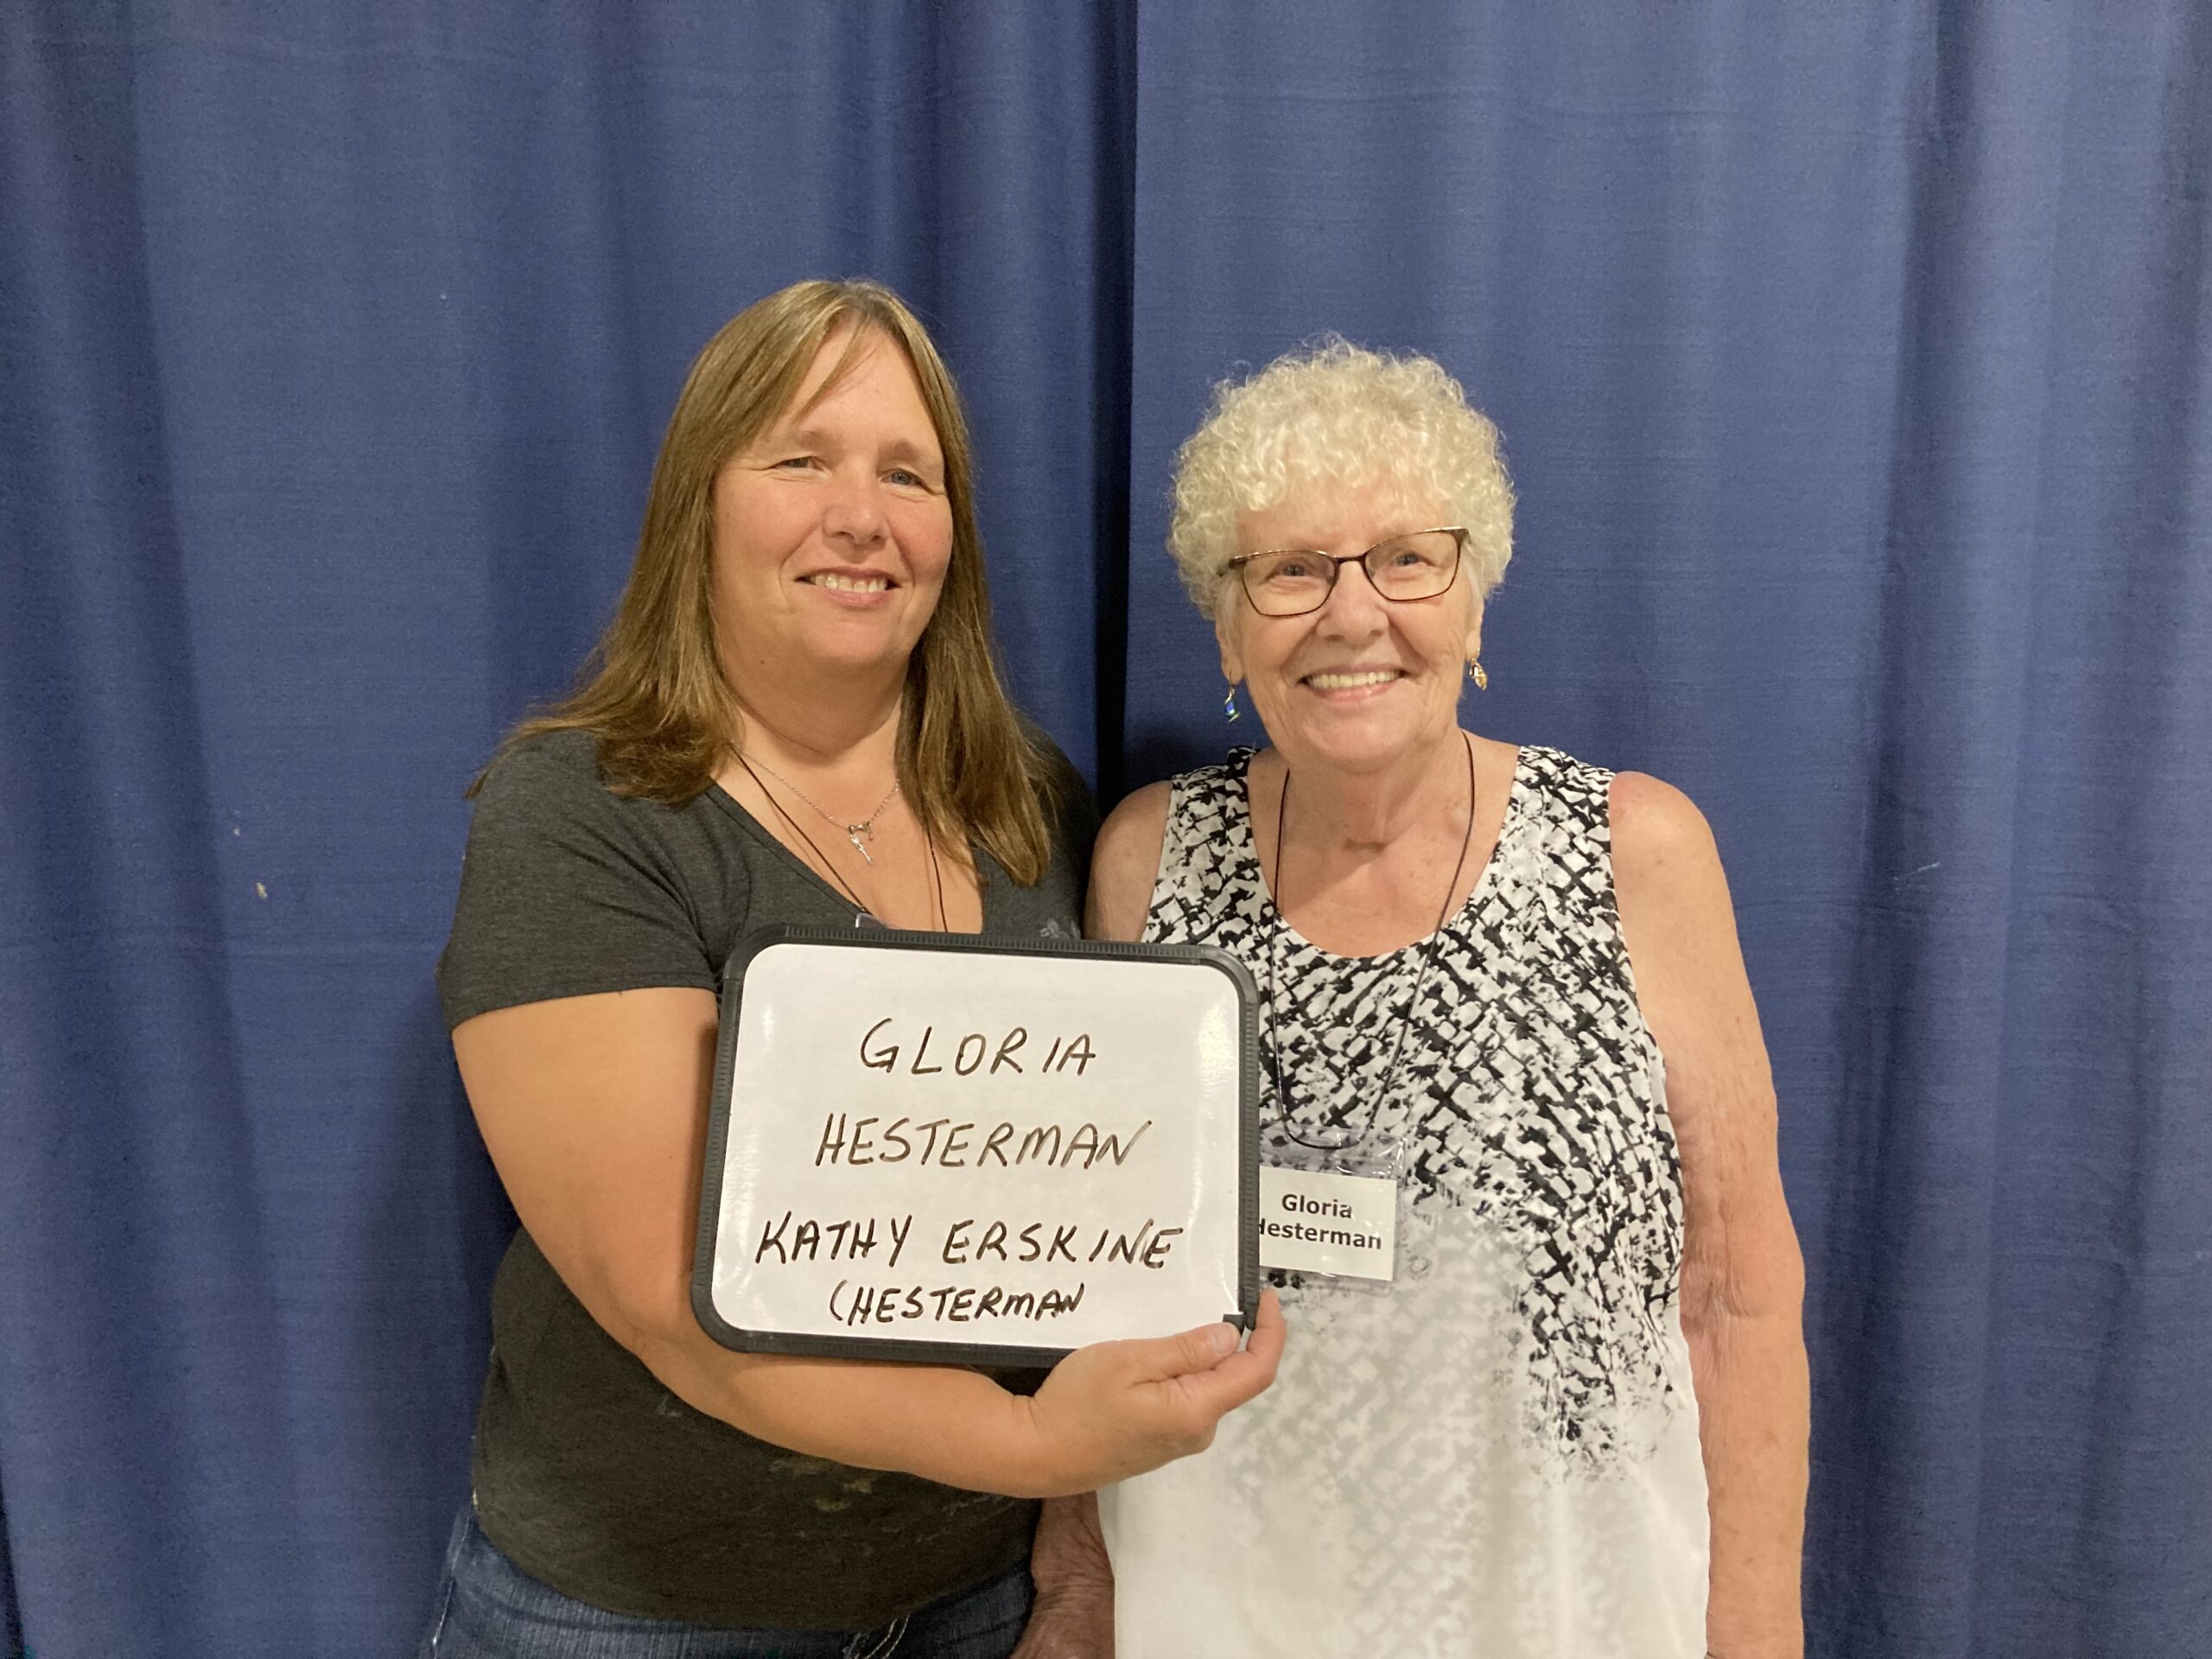 GLORIA
HESTERMAN
KATHY ERSKINE
(HESTERMAN
Gloria
Hesterman